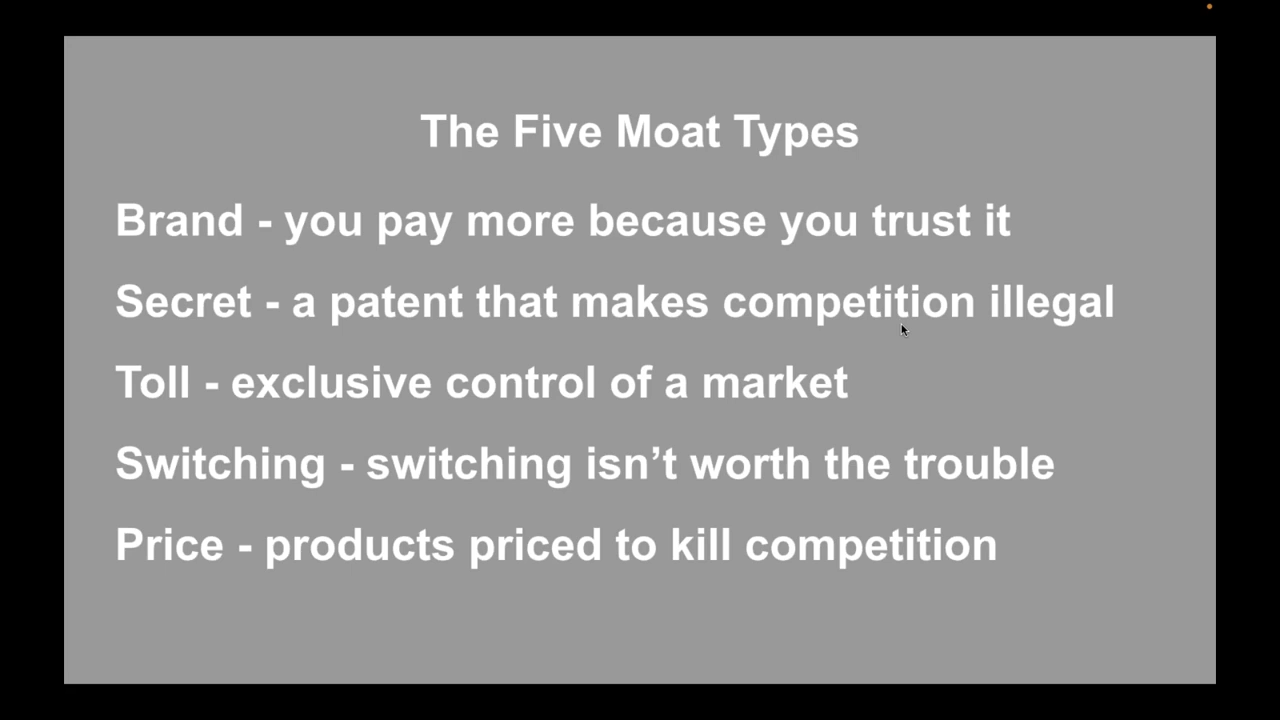 The Five Moat Types
Brand - you pay more because you trust it
Secret - a patent that makes competition illegal
Toll - exclusive control of a market
Switching - switching isn’t worth the trouble
Price - products priced to kill competition